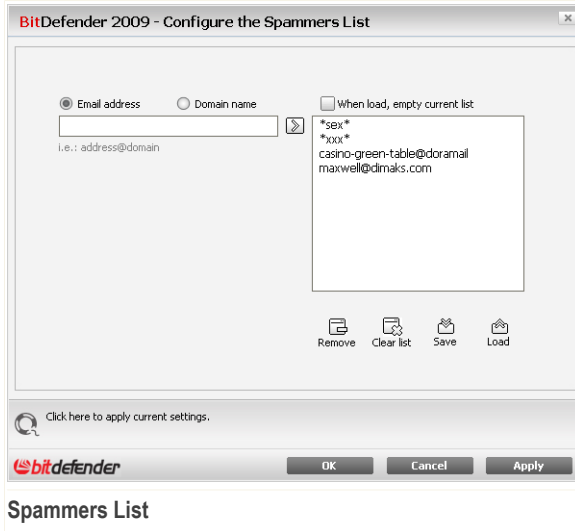 BitDefender 2009 - Configure the Spammers List
Email address
Domain name
When load, empty current list
i.e.: address@domain
*sex*
*xxx*
casino-green-table@doramail
maxwell@dimaks.com
Remove
Clear list
Save
Load
Click here to apply current settings.
bitdefender
OK
Cancel
Apply
Spammers List